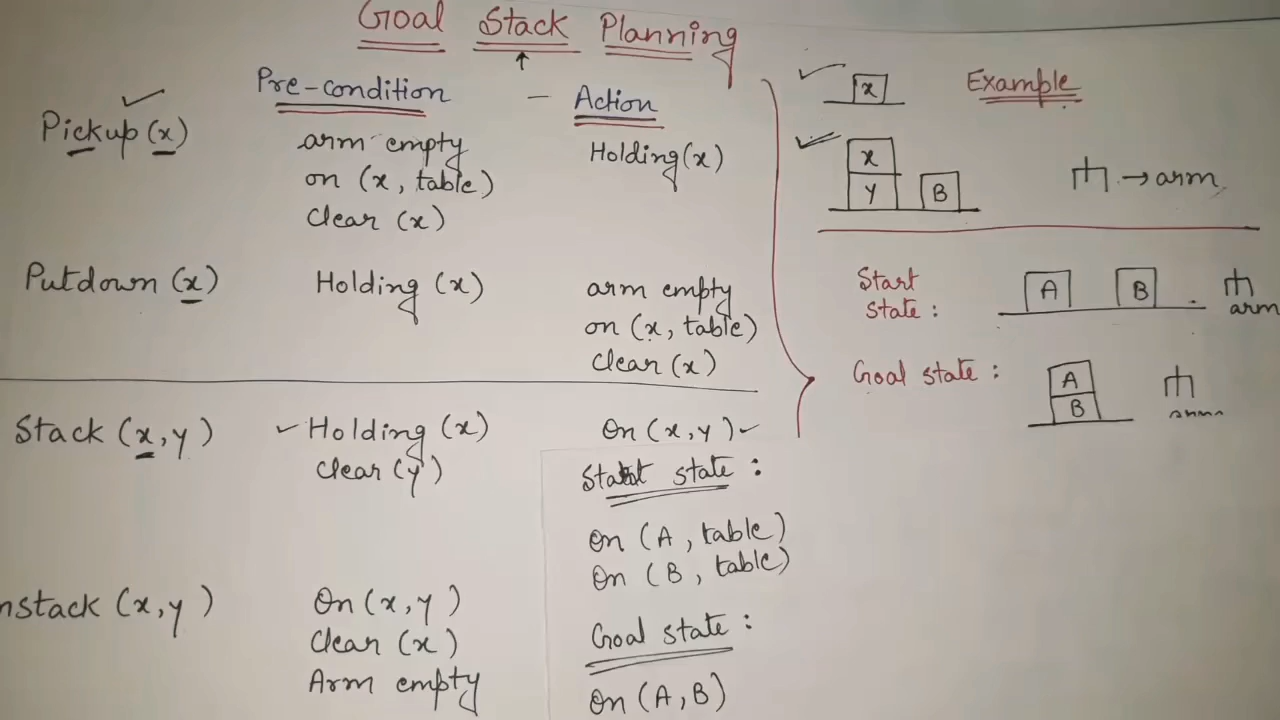 Goal Stack Planning
Pre-condition - Action
Pickup (x)
arm empty
on (x, table)
Clear (x)
Holding(x)
Putdown (x)
Holding (x)
arm empty
on (x, table)
Clear (x)
Stack (x,y)
Holding (x)
Clear (y)
On (x,y)
nstack (x,y)
On (x,y)
Clear (x)
Arm empty
Start state :
On (A, table)
On (B, table)
Goal state :
On (A,B)
Example
x
x
y
B
→ arm
Start
state :
A
B
arm
Goal state :
A
B